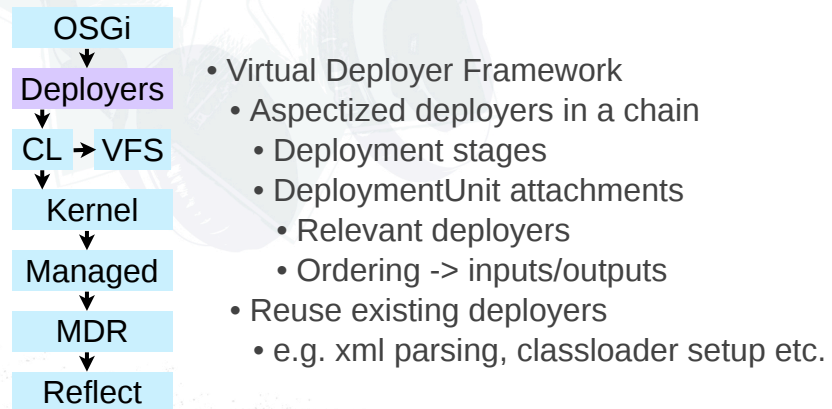 OSGi
Deployers
CL
VFS
Kernel
Managed
MDR
Reflect
• Virtual Deployer Framework
• Aspectized deployers in a chain
• Deployment stages
• DeploymentUnit attachments
• Relevant deployers
• Ordering -> inputs/outputs
• Reuse existing deployers
• e.g. xml parsing, classloader setup etc.